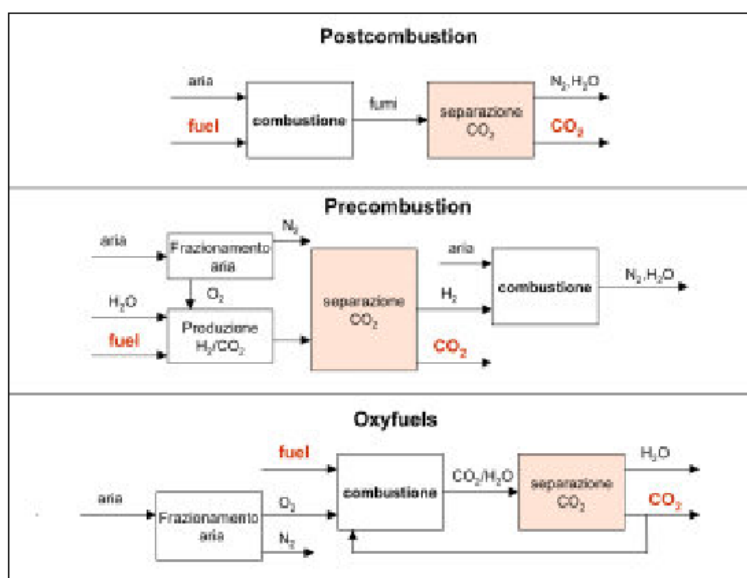 Postcombustion
aria
fuel
combustione
fumi
separazione
CO₂
N₂,H₂O
CO₂
Precombustion
aria
Frazionamento
aria
N₂
O₂
H₂O
fuel
Produzione
H₂/CO₂
separazione
CO₂
aria
H₂
CO₂
combustione
N₂,H₂O
Oxyfuels
fuel
aria
Frazionamento
aria
O₂
N₂
combustione
CO₂/H₂O
separazione
CO₂
H₂O
CO₂